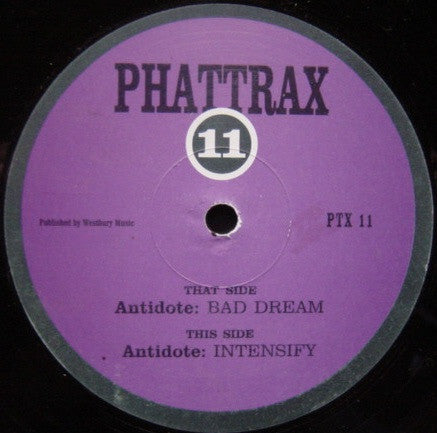 PHATTRAX
11
Published by Westbury Music
PTX 11
THAT SIDE
Antidote: BAD DREAM
THIS SIDE
Antidote: INTENSIFY